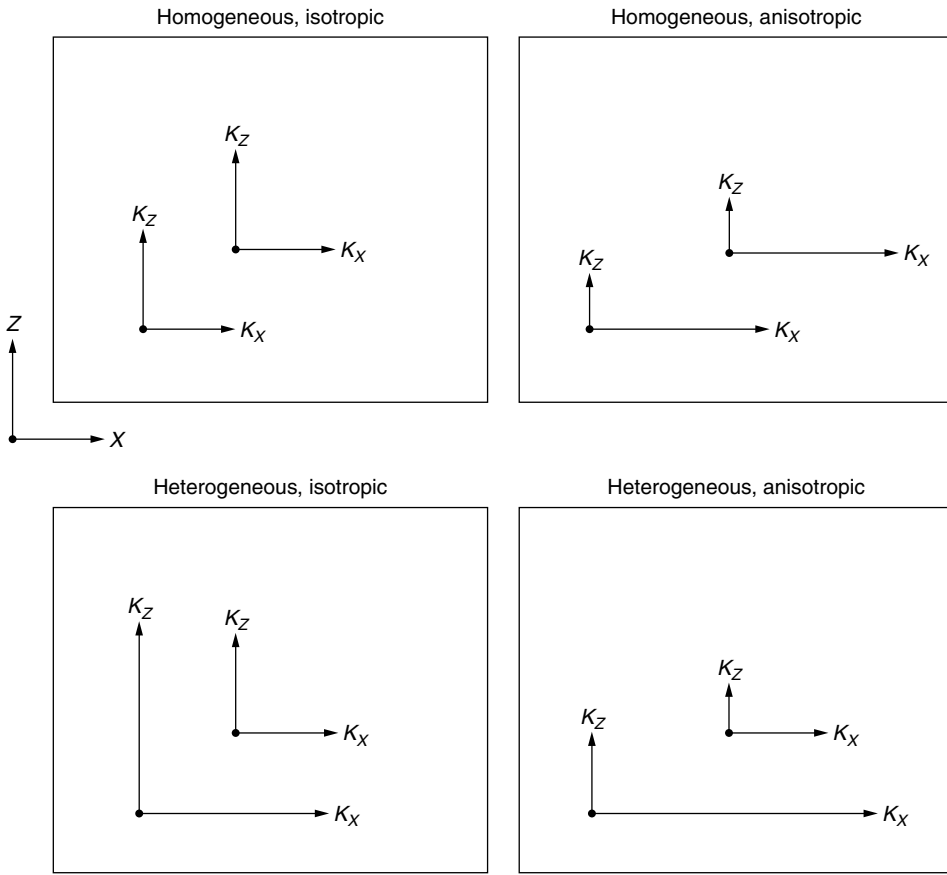 Homogeneous, isotropic
Homogeneous, anisotropic
K_Z
K_Z
K_X
K_X
K_Z
K_Z
K_X
K_X
Z
X
Heterogeneous, isotropic
Heterogeneous, anisotropic
K_Z
K_Z
K_X
K_X
K_Z
K_Z
K_X
K_X